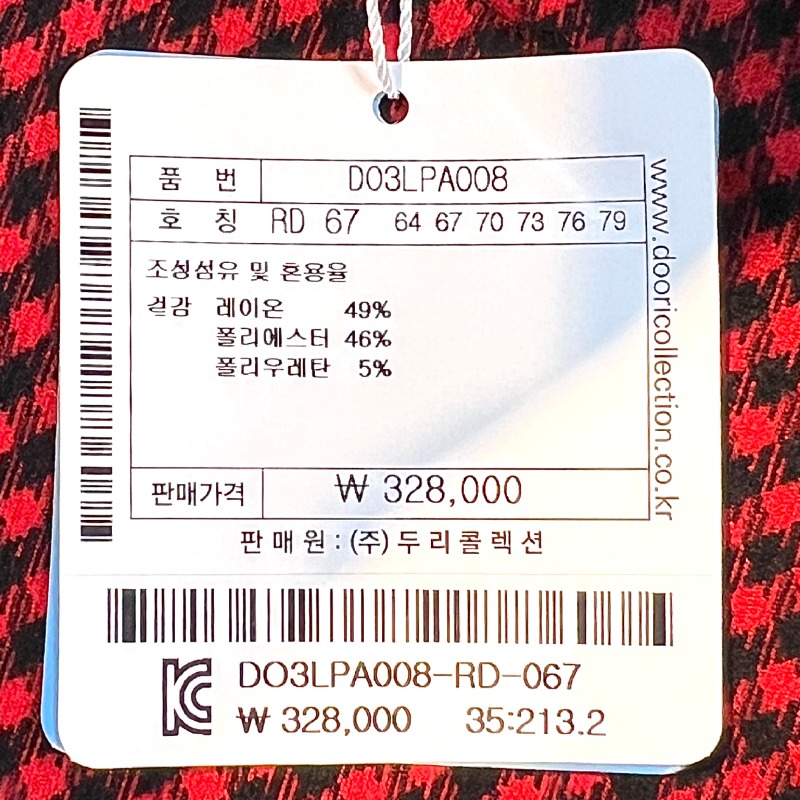 품 번 DO3LPA008
호 칭 RD 67 64 67 70 73 76 79
조성섬유 및 혼용율
겉감 레이온 49%
폴리에스터 46%
폴리우레탄 5%
판매가격 ₩ 328,000
판매원 : (주)두리콜렉션
www.dooricollection.co.kr
DO3LPA008-RD-067
₩ 328,000 35:213.2